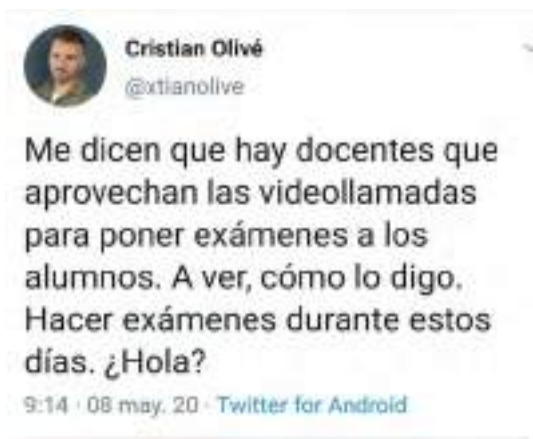 Cristian Olivé
@xtianolive
Me dicen que hay docentes que
aprovechan las videollamadas
para poner exámenes a los
alumnos. A ver, cómo lo digo.
Hacer exámenes durante estos
días. ¿Hola?
9:14 · 08 may. 20 · Twitter for Android